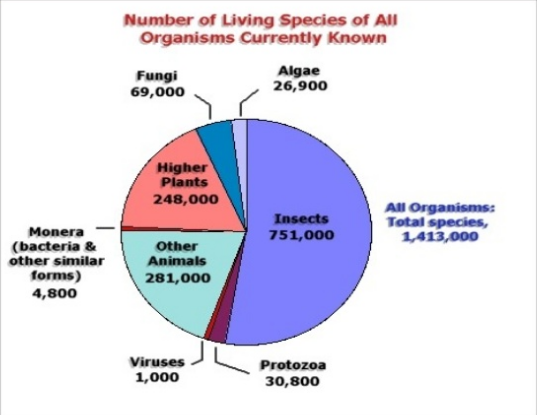 Number of Living Species of All
Organisms Currently Known
Fungi
69,000
Algae
26,900
Higher
Plants
248,000
Insects
751,000
All Organisms:
Total species,
1,413,000
Monera
(bacteria &
other similar
forms)
4,800
Other
Animals
281,000
Viruses
1,000
Protozoa
30,800